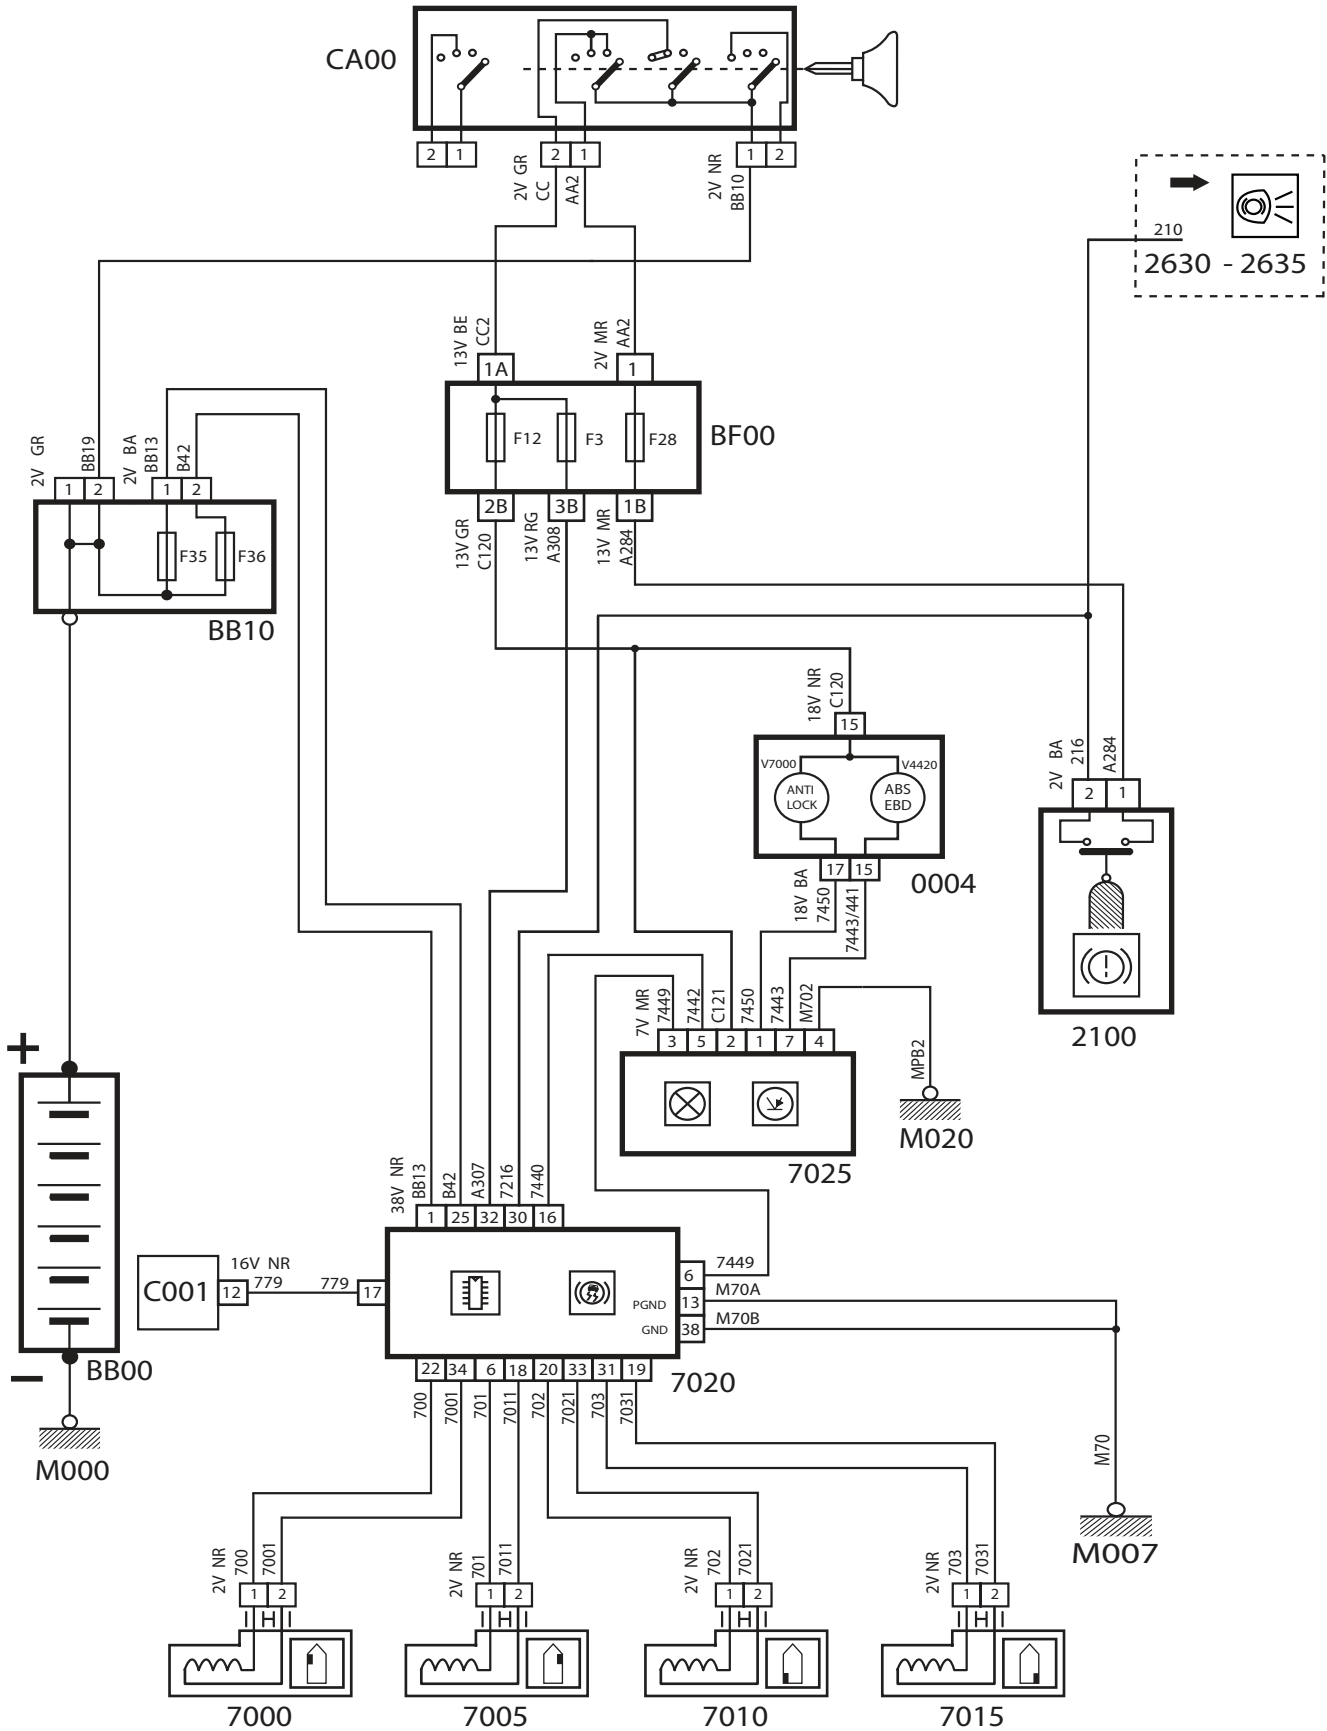 CA00
2 1
2 1
1 2
2V GR
CC
AA2
2V NR
BB10
210
2630 - 2635
13V BE
CC2
2V MR
AA2
1A
1
F12
F3
F28
BF00
2B
3B
1B
13V GR
C120
13V RG
A308
13V MR
A284
2V GR
BB19
2V BA
BB13
B42
1 2
1 2
F35
F36
BB10
18V NR
C120
15
V7000
V4420
ANTI
LOCK
ABS
EBD
17 15
0004
18V BA
7450
7443/441
2V BA
216
A284
2 1
2100
7V MR
7449
7442
C121
7450
7443
M702
3 5 2 1 7 4
7025
MPB2
M020
+
–
BB00
M000
38V NR
BB13
B42
A307
7216
7440
1 25 32 30 16
C001
12
16V NR
779
779
17
6
7449
PGND
13
M70A
GND
38
M70B
22 34 6 18 20 33 31 19
7020
700
7001
701
7011
702
7021
703
7031
M70
M007
2V NR
700
7001
2V NR
701
7011
2V NR
702
7021
2V NR
703
7031
1 2
1 2
1 2
1 2
7000
7005
7010
7015